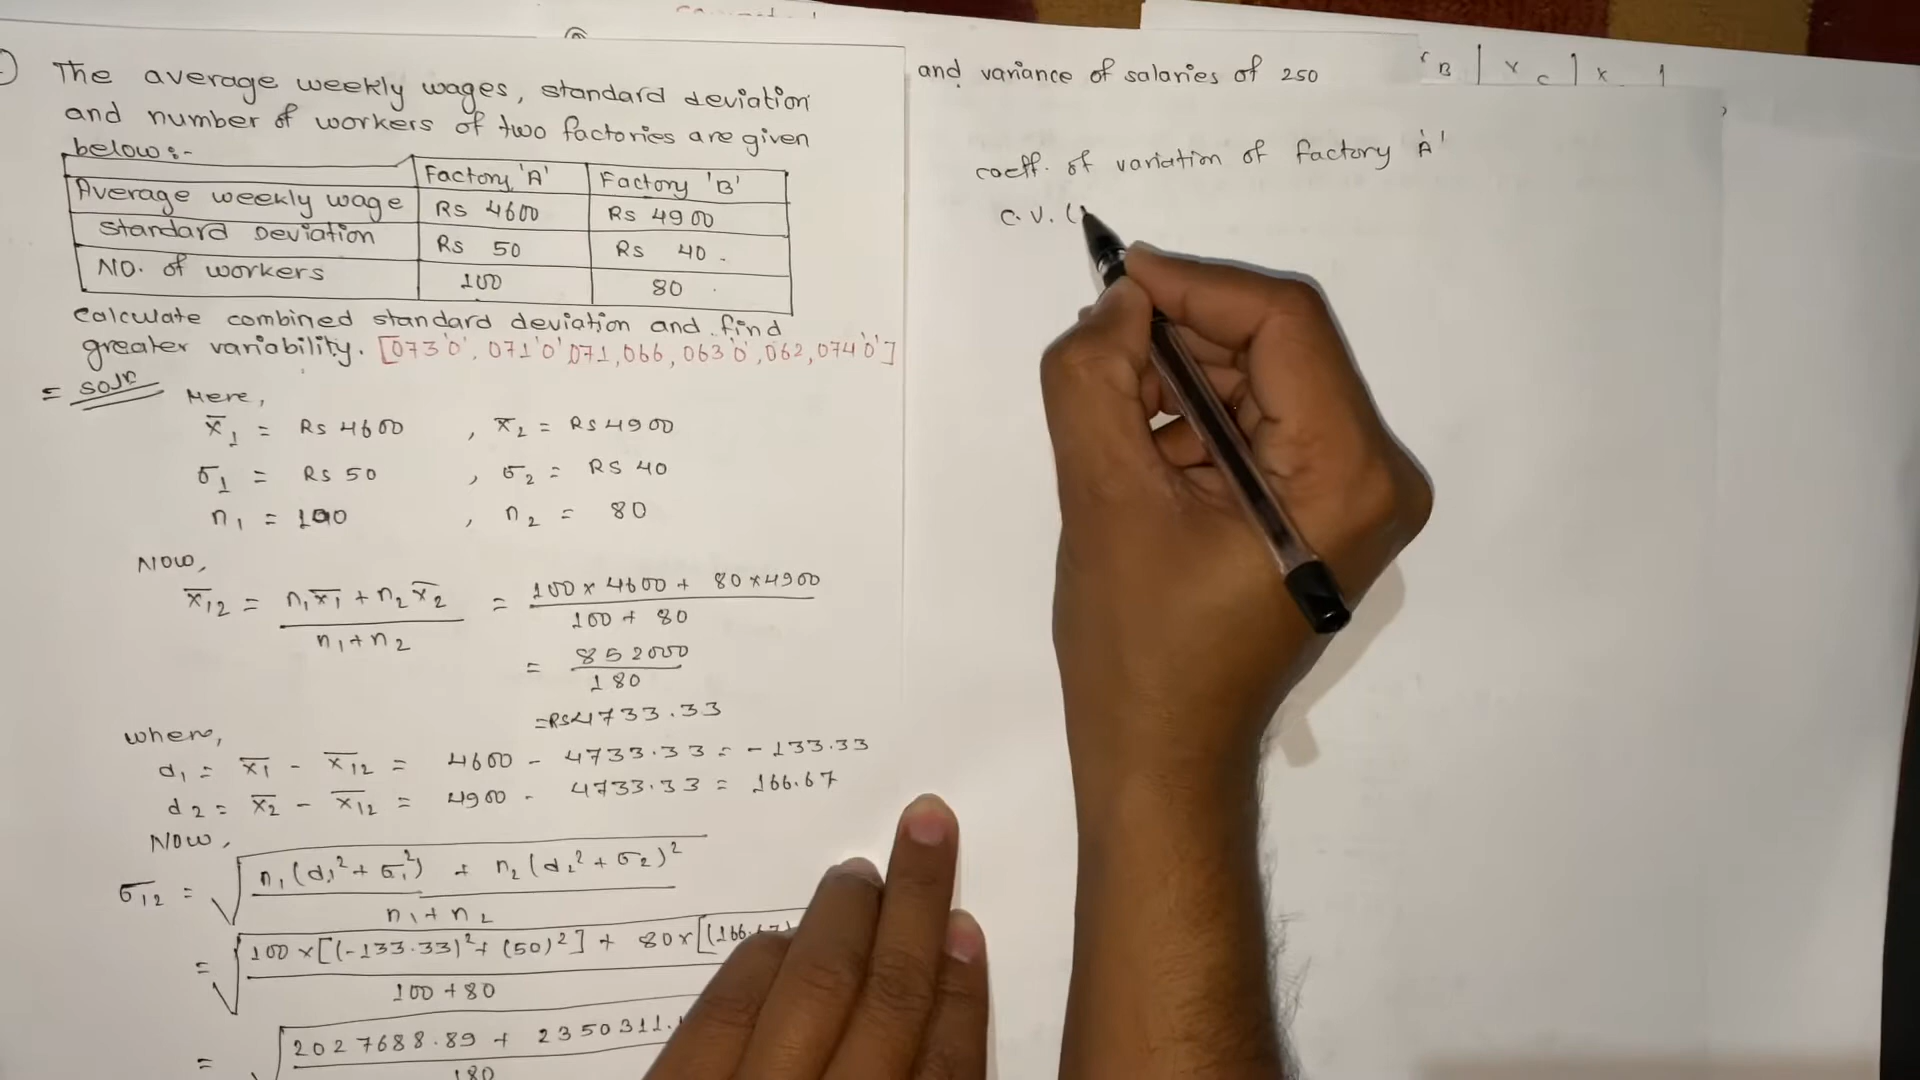 The average weekly wages, standard deviation
and number of workers of two factories are given
below:-
Factory 'A' Factory 'B'
Average weekly wage Rs 4600 Rs 4900
Standard Deviation Rs 50 Rs 40
NO. of workers 100 80
calculate combined standard deviation and find
greater variability. [073'0', 071'0' 071, 066, 063'0', 062, 074'0']
= Soln
Here,
x̄1 = Rs 4600 , x̄2 = Rs 4900
σ1 = Rs 50 , σ2 = Rs 40
n1 = 100 , n2 = 80
Now,
x̄12 = n1x̄1 + n2x̄2 / n1+n2 = 100 x 4600 + 80 x 4900 / 100 + 80
= 852000 / 180
= Rs 4733.33
where,
d1 = x̄1 - x̄12 = 4600 - 4733.33 = -133.33
d2 = x̄2 - x̄12 = 4900 - 4733.33 = 166.67
Now,
σ12 = √ n1(d1² + σ1²) + n2(d2² + σ2)² / n1+n2
= √ 100 x [(-133.33)² + (50)²] + 80 x [(166.67)
100 + 80
= √ 2027688.89 + 2350311.
180
and variance of salaries of 250
coeff. of variation of factory 'A'
C.V. (